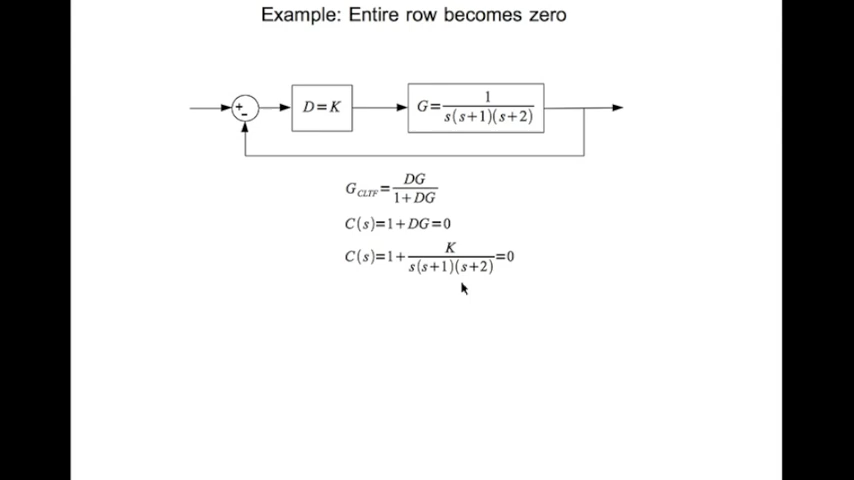 Example: Entire row becomes zero
+
-
D=K
G=1/(s(s+1)(s+2))
G_CLTF=DG/(1+DG)
C(s)=1+DG=0
C(s)=1+K/(s(s+1)(s+2))=0